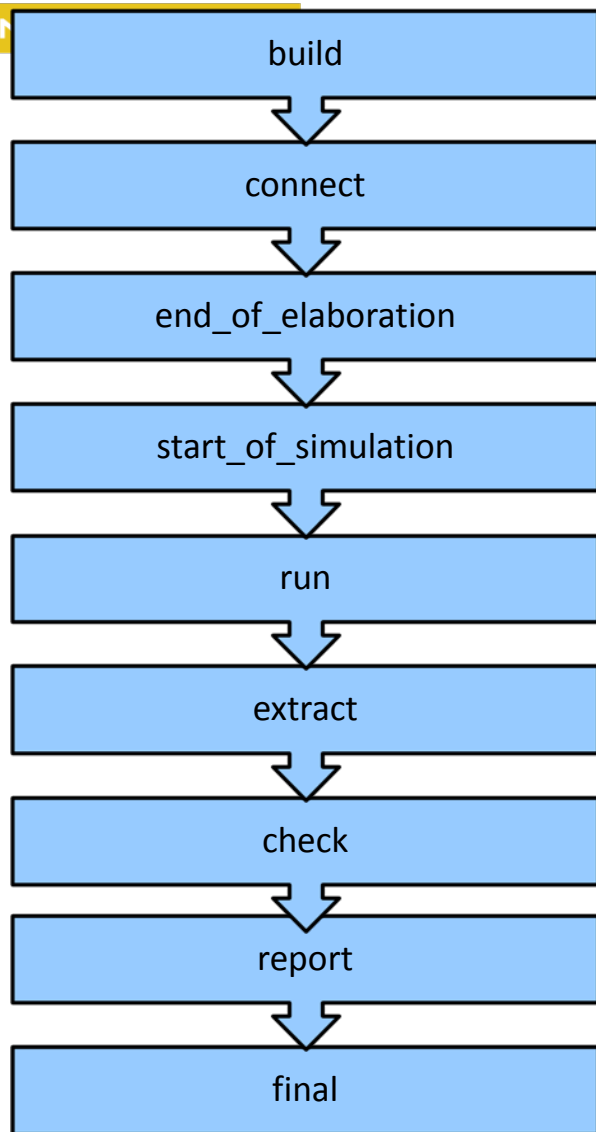 build
connect
end_of_elaboration
start_of_simulation
run
extract
check
report
final